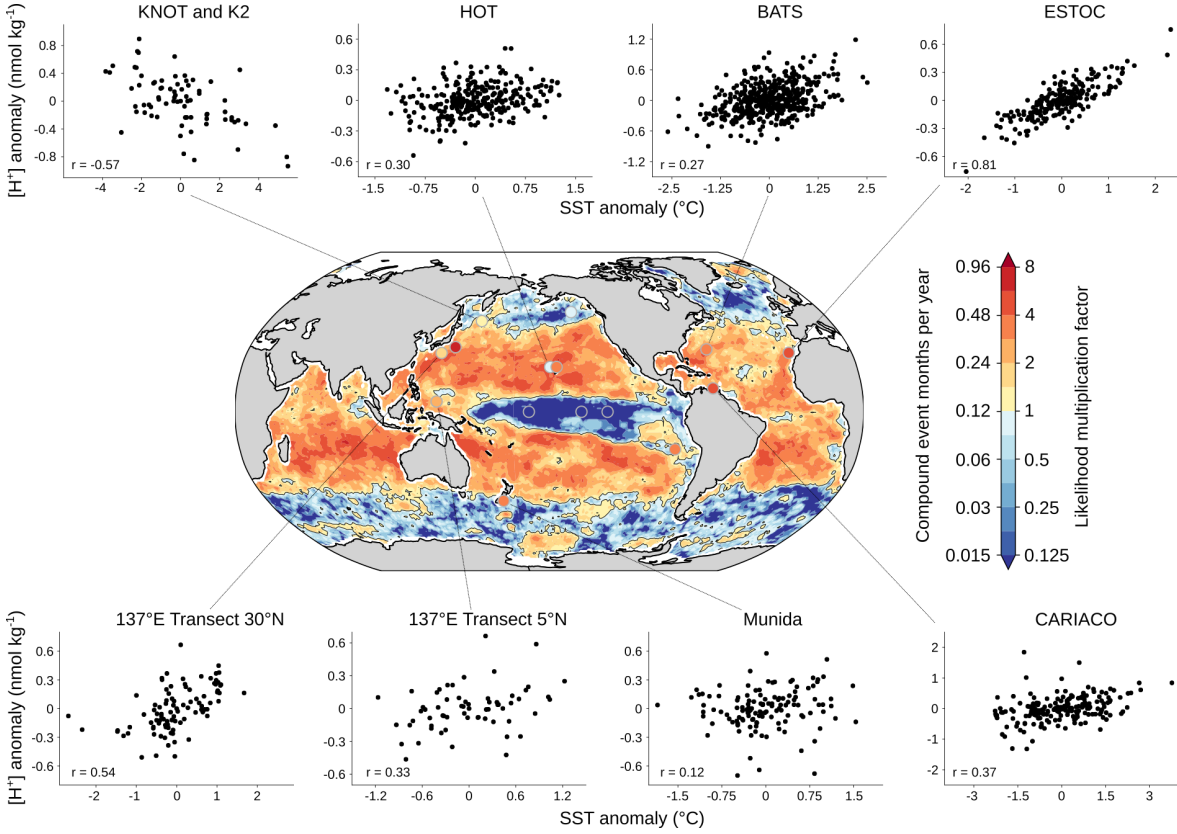 KNOT and K2
HOT
BATS
ESTOC
[H⁺] anomaly (nmol kg⁻¹)
0.8
0.4
0
-0.4
-0.8
r = -0.57
-4 -2 0 2 4
0.6
0.3
0
-0.3
-0.6
r = 0.30
-1.5 -0.75 0 0.75 1.5
1.2
0.6
0
-0.6
-1.2
r = 0.27
-2.5 -1.25 0 1.25 2.5
0.6
0.3
0
-0.3
-0.6
r = 0.81
-2 -1 0 1 2
SST anomaly (°C)
Compound event months per year
0.96 8
0.48 4
0.24 2
0.12 1
0.06 0.5
0.03 0.25
0.015 0.125
Likelihood multiplication factor
137°E Transect 30°N
137°E Transect 5°N
Munida
CARIACO
[H⁺] anomaly (nmol kg⁻¹)
0.6
0.3
0
-0.3
-0.6
r = 0.54
-2 -1 0 1 2
0.6
0.3
0
-0.3
-0.6
r = 0.33
-1.2 -0.6 0 0.6 1.2
0.6
0.3
0
-0.3
-0.6
r = 0.12
-1.5 -0.75 0 0.75 1.5
2
1
0
-1
-2
r = 0.37
-3 -1.5 0 1.5 3
SST anomaly (°C)